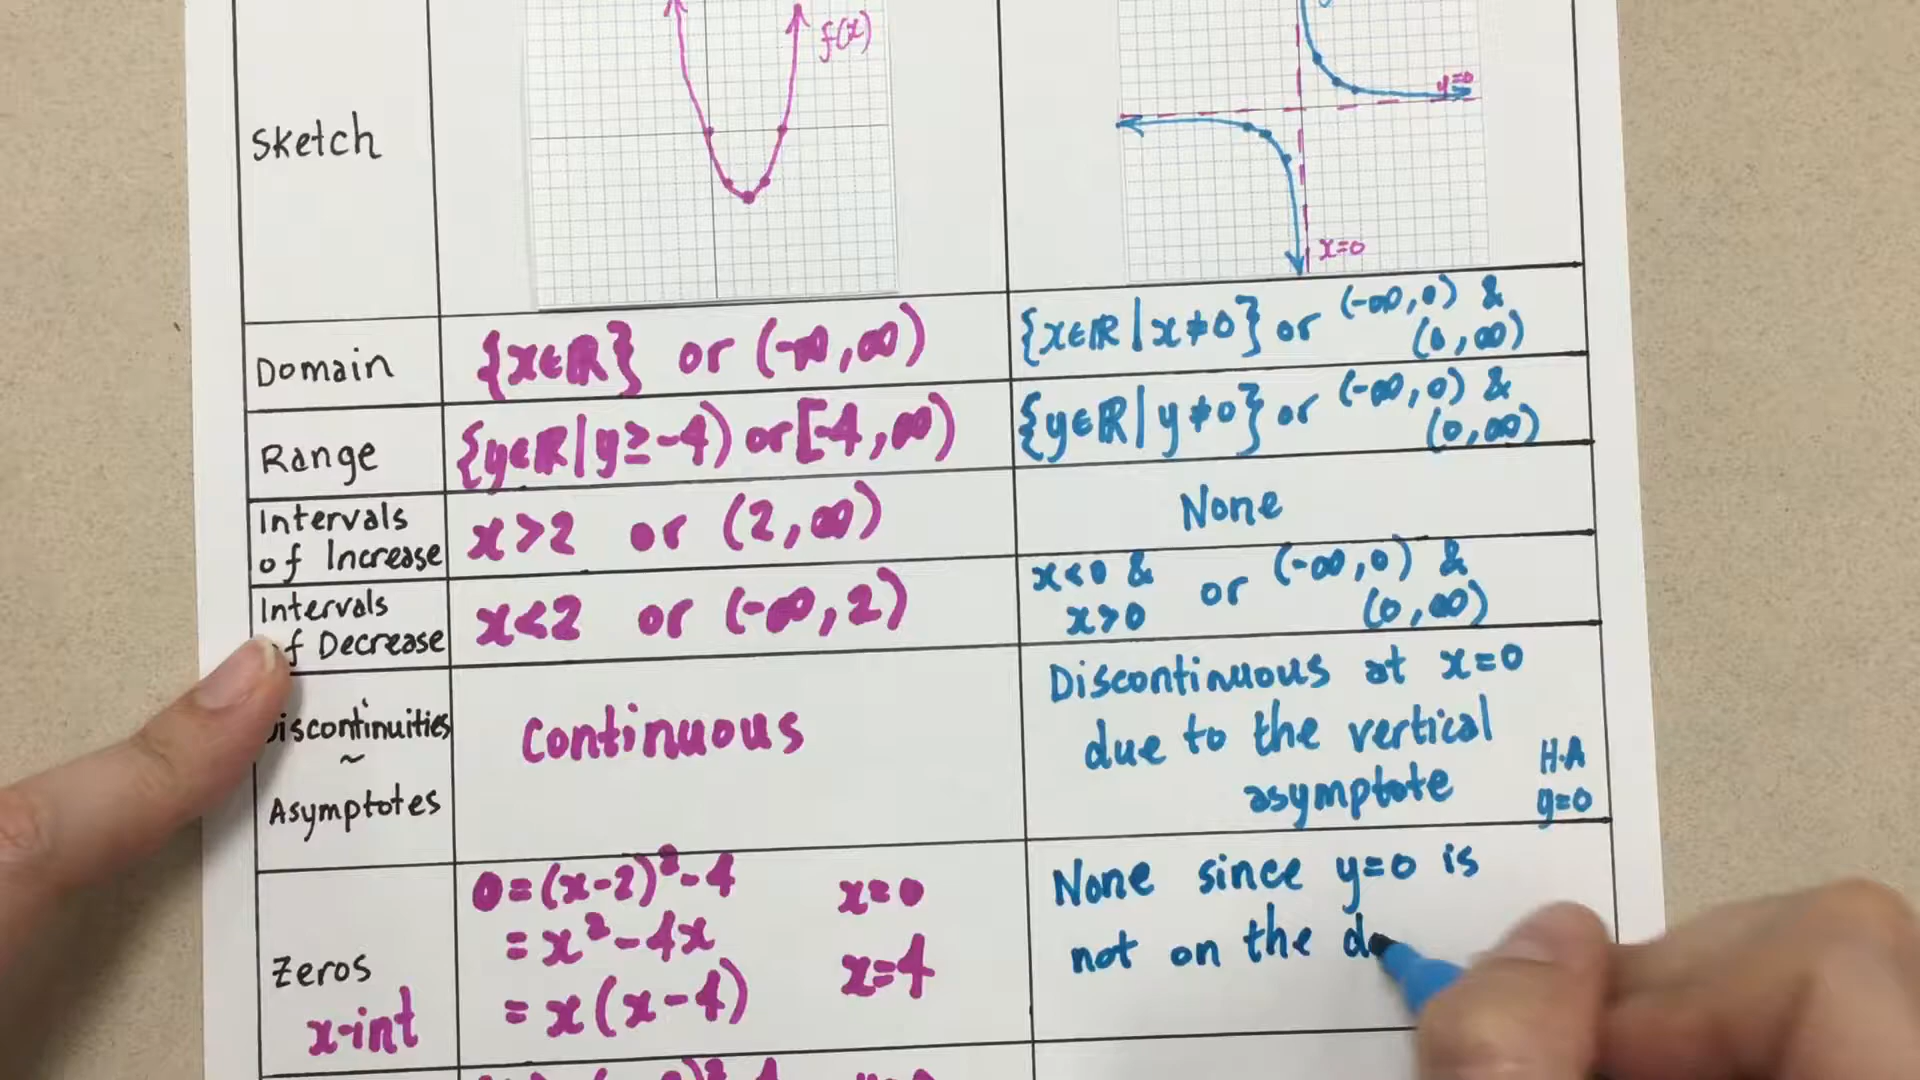 Sketch
f(x)
y=0
x=0
Domain
{x∈ℝ} or (-∞,∞)
{x∈ℝ | x≠0} or (-∞,0) &
(0,∞)
Range
{y∈ℝ | y≥-4) or [-4,∞)
{y∈ℝ | y≠0} or (-∞,0) &
(0,∞)
Intervals
of Increase
x>2 or (2,∞)
None
Intervals
of Decrease
x<2 or (-∞,2)
x<0 & or (-∞,0) &
x>0 (0,∞)
Discontinuities
~
Asymptotes
Continuous
Discontinuous at x=0
due to the vertical
asymptote
H.A
y=0
Zeros
x-int
0=(x-2)²-4
= x²-4x
= x(x-4)
x=0
x=4
None since y=0 is
not on the do